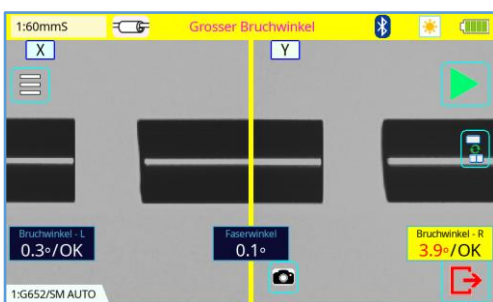 1:60mmS
Grosser Bruchwinkel
X
Y
Bruchwinkel - L
0.3°/OK
Faserwinkel
0.1°
Bruchwinkel - R
3.9°/OK
1:G652/SM AUTO